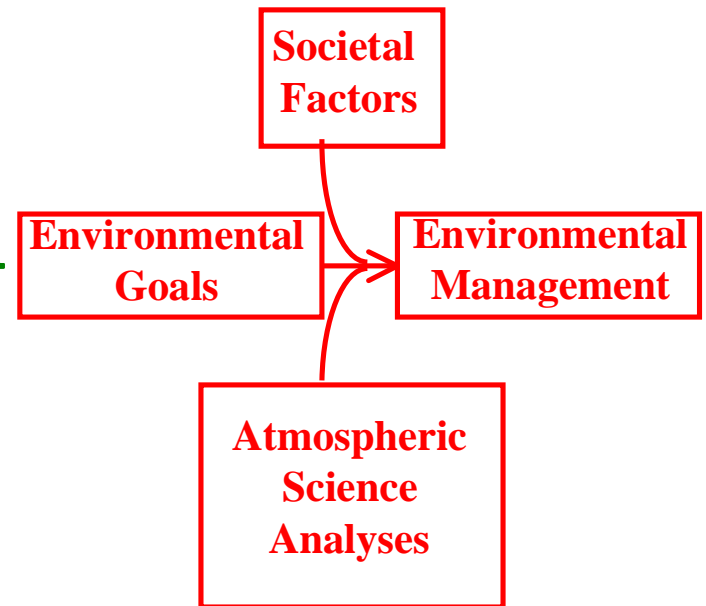 Societal
Factors
Environmental
Goals
Environmental
Management
Atmospheric
Science
Analyses